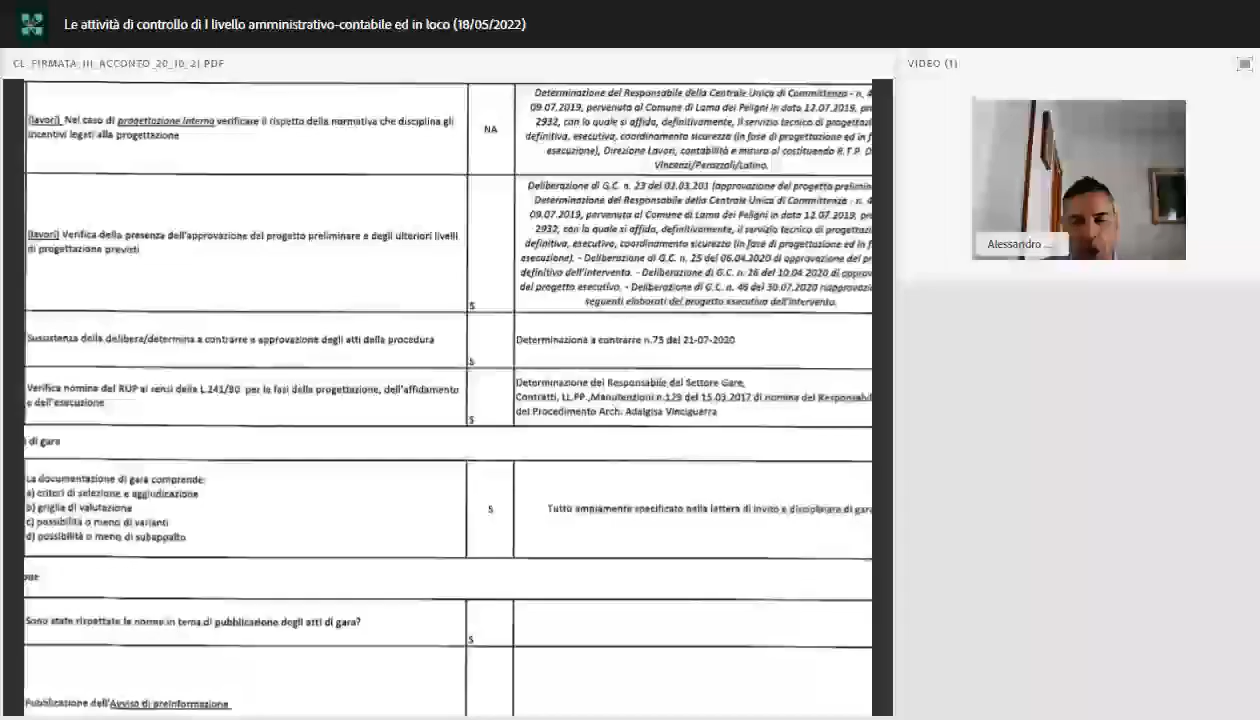 Le attività di controllo di I livello amministrativo-contabile ed in loco (18/05/2022)
CL_FIRMATA_III_ACCONTO_20_10_21.PDF
VIDEO (1)
Alessandro ...
(lavori) Nel caso di progettazione interna verificare il rispetto della normativa che disciplina gli
incentivi legati alla progettazione
NA
Determinazione del Responsabile della Centrale Unica di Committenza - n. 4
09.07.2019, pervenuta al Comune di Lama dei Peligni in data 12.07.2019, pr
2932, con la quale si affida, definitivamente, il servizio tecnico di progettazi
definitiva, esecutiva, coordinamento sicurezza (in fase di progettazione ed in f
esecuzione), Direzione Lavori, contabilità e misura al costituendo R.T.P. D
Vincenzi/Perazzoli/Latino.
(lavori) Verifica della presenza dell'approvazione del progetto preliminare e degli ulteriori livelli
di progettazione previsti
S
Deliberazione di G.C. n. 23 del 02.03.201 (approvazione del progetto prelimin
Determinazione del Responsabile della Centrale Unica di Committenza - n. 4
09.07.2019, pervenuta al Comune di Lama dei Peligni in data 12.07.2019, pr
2932, con la quale si affida, definitivamente, il servizio tecnico di progettazi
definitiva, esecutivo, coordinamento sicurezza (in fase di progettazione ed in f
esecuzione). - Deliberazione di G.C. n. 25 del 06.04.2020 di approvazione del pr
definitivo dell'intervento. - Deliberazione di G.C. n. 26 del 10.04.2020 di approv
del progetto esecutivo. - Deliberazione di G.C. n. 46 del 30.07.2020 riapprovazio
seguenti elaborati del progetto esecutivo dell'intervento.
Sussistenza della delibera/determina a contrarre e approvazione degli atti della procedura
S
Determinazione a contrarre n.75 del 21-07-2020
Verifica nomina del RUP ai sensi della L.241/90 per le fasi della progettazione, dell'affidamento
e dell'esecuzione
S
Determinazione del Responsabile del Settore Gare,
Contratti, LL.PP.,Manutenzioni n.129 del 15.03.2017 di nomina del Responsabil
del Procedimento Arch. Adalgisa Vinciguerra
i di gara
La documentazione di gara comprende:
a) criteri di selezione e aggiudicazione
b) griglia di valutazione
c) possibilità o meno di varianti
d) possibilità o meno di subappalto
S
Tutto ampiamente specificato nella lettera di invito e disciplinare di gara
one
Sono state rispettate le norme in tema di pubblicazione degli atti di gara?
S
Pubblicazione dell'Avviso di preinformazione